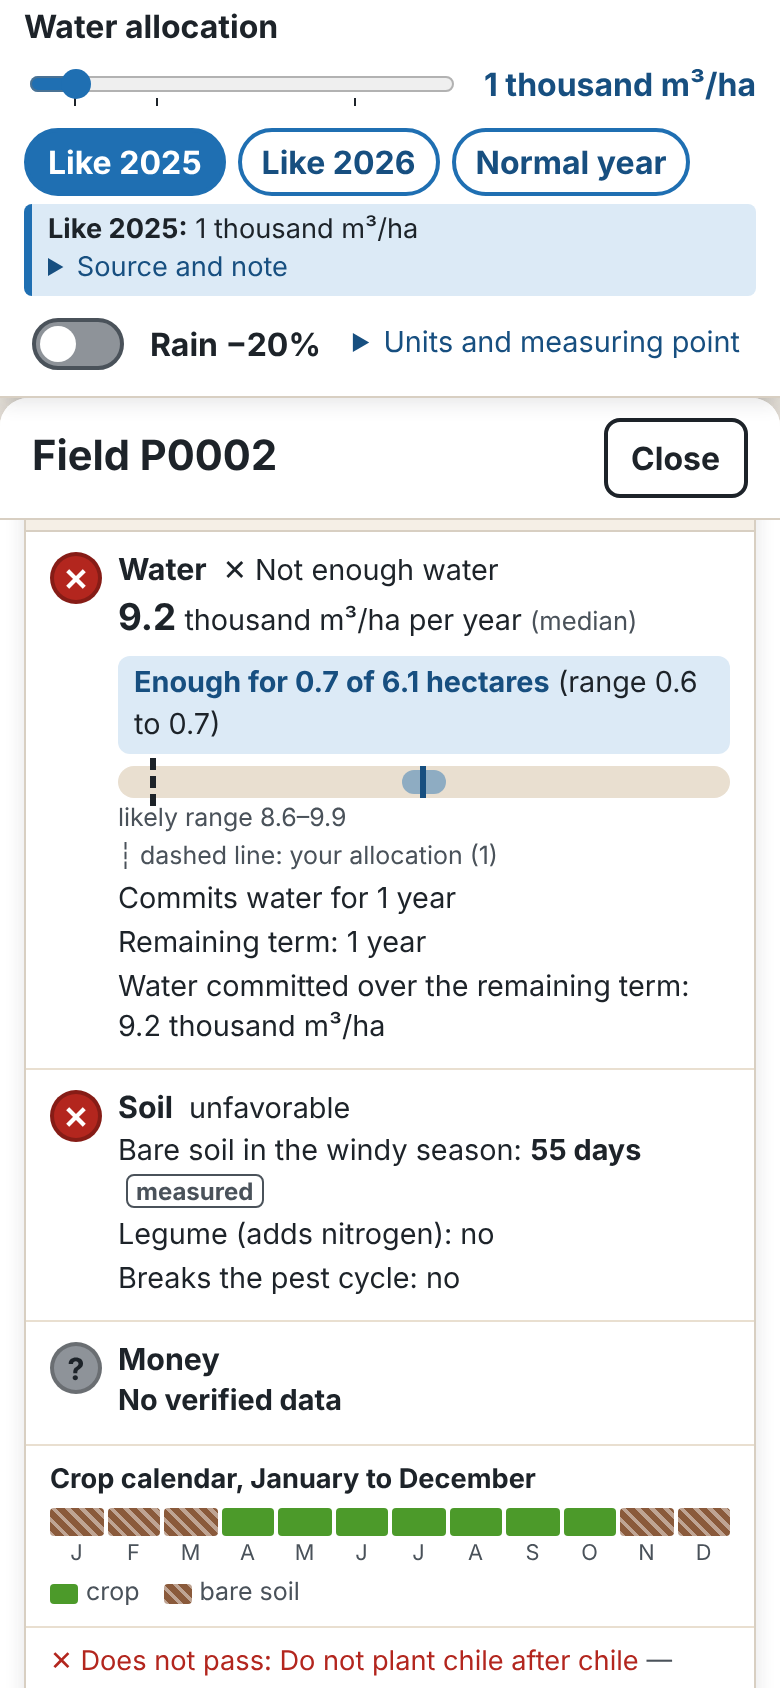 Water allocation
1 thousand m³/ha
Like 2025 Like 2026 Normal year
Like 2025: 1 thousand m³/ha
▶ Source and note
Rain −20% ▶ Units and measuring point
Field P0002 Close
✕ Water ✕ Not enough water
9.2 thousand m³/ha per year (median)
Enough for 0.7 of 6.1 hectares (range 0.6
to 0.7)
likely range 8.6–9.9
┆ dashed line: your allocation (1)
Commits water for 1 year
Remaining term: 1 year
Water committed over the remaining term:
9.2 thousand m³/ha
✕ Soil unfavorable
Bare soil in the windy season: 55 days
measured
Legume (adds nitrogen): no
Breaks the pest cycle: no
? Money
No verified data
Crop calendar, January to December
J F M A M J J A S O N D
crop bare soil
✕ Does not pass: Do not plant chile after chile —